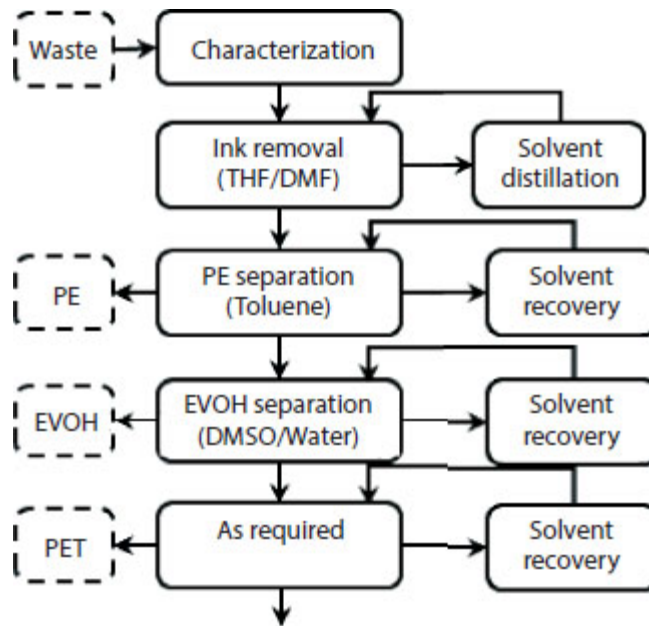 Waste
Characterization
Ink removal
(THF/DMF)
Solvent
distillation
PE
PE separation
(Toluene)
Solvent
recovery
EVOH
EVOH separation
(DMSO/Water)
Solvent
recovery
PET
As required
Solvent
recovery